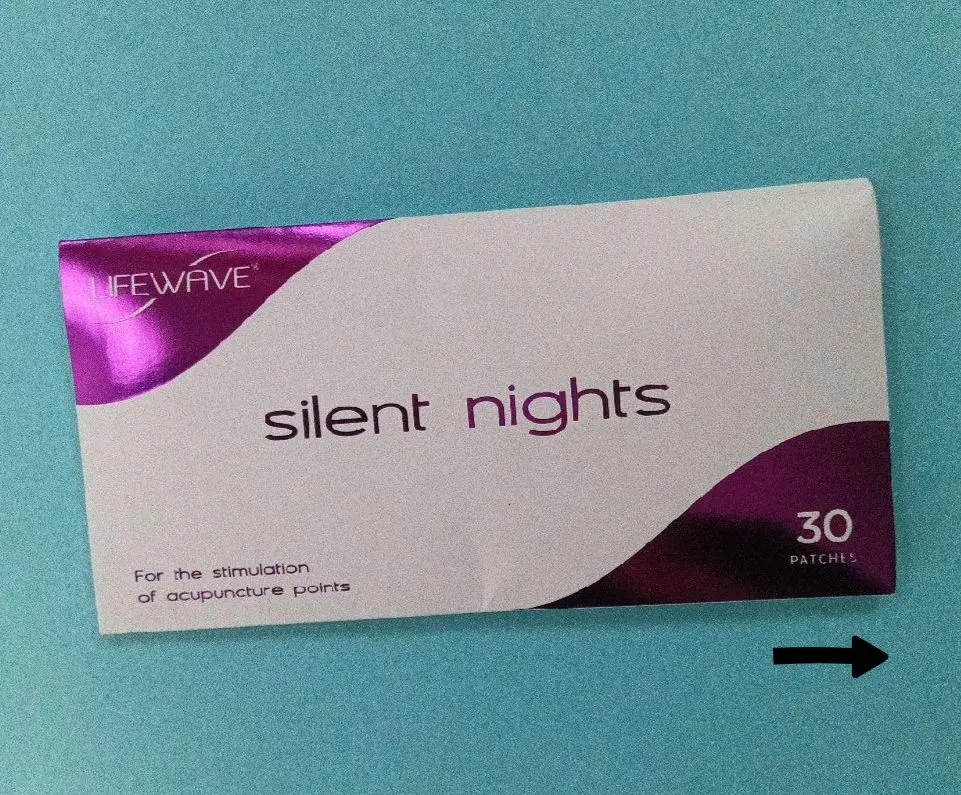 LIFEWAVE®
silent nights
30
PATCHES
For the stimulation
of acupuncture points